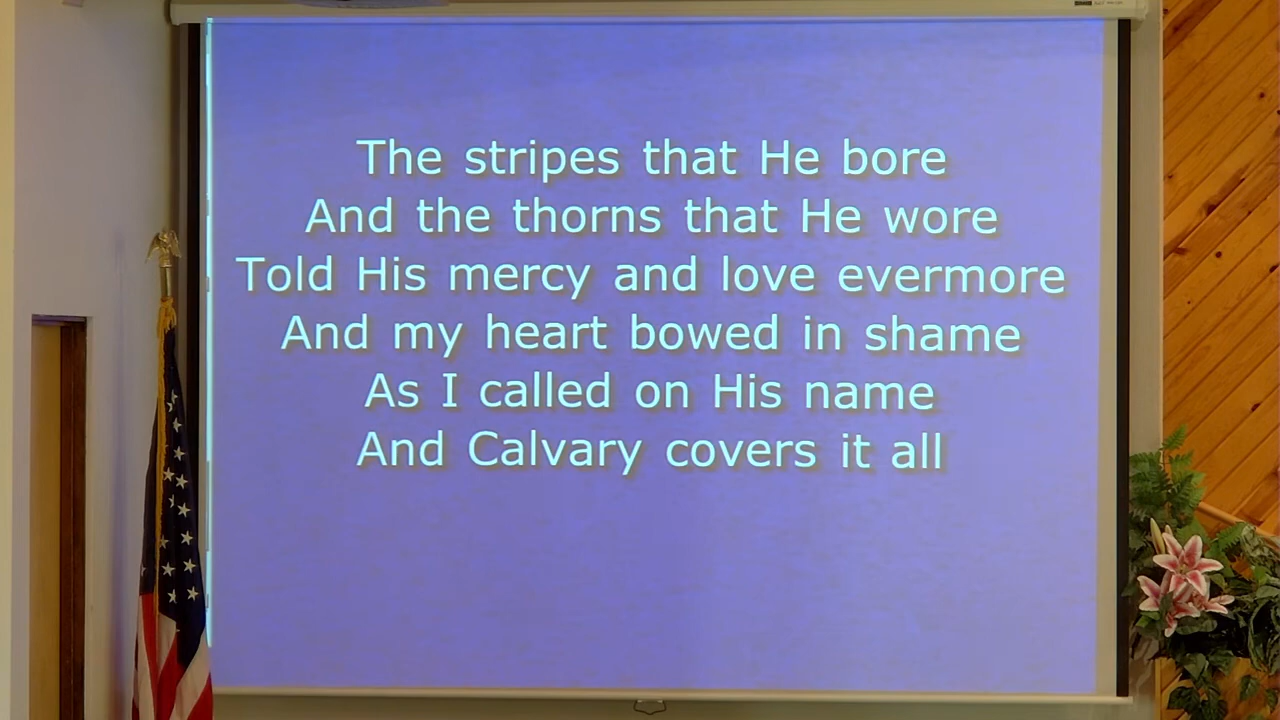 The stripes that He bore
And the thorns that He wore
Told His mercy and love evermore
And my heart bowed in shame
As I called on His name
And Calvary covers it all